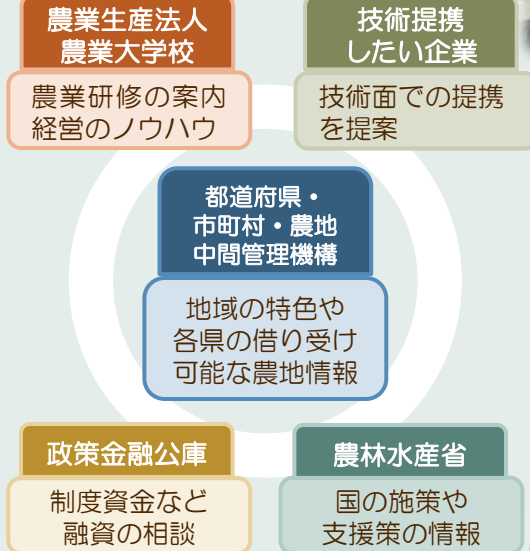 農業生産法人
農業大学校
農業研修の案内
経営のノウハウ
技術提携
したい企業
技術面での提携
を提案
都道府県・
市町村・農地
中間管理機構
地域の特色や
各県の借り受け
可能な農地情報
政策金融公庫
制度資金など
融資の相談
農林水産省
国の施策や
支援策の情報